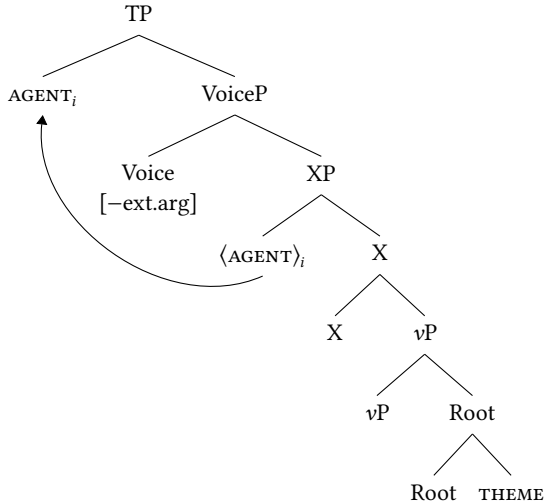 TP
AGENTᵢ VoiceP
Voice XP
[−ext.arg]
⟨AGENT⟩ᵢ X
X vP
vP Root
Root THEME